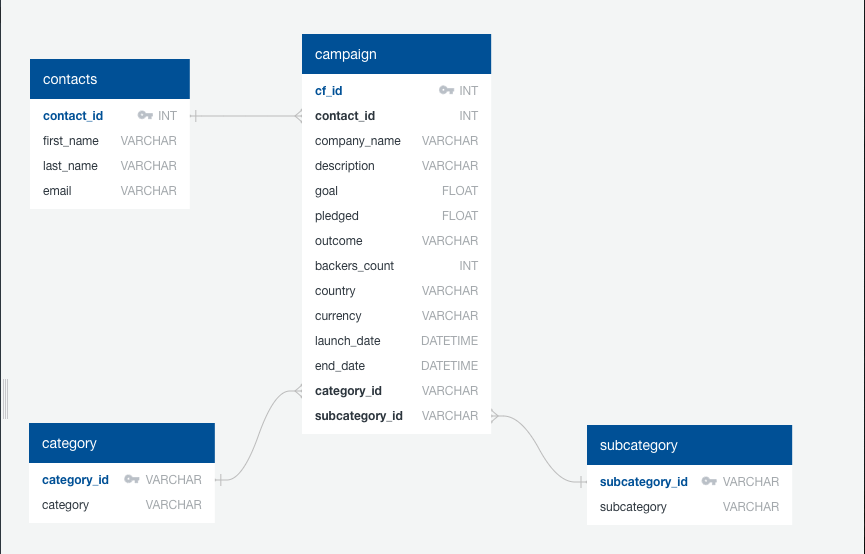 contacts
contact_id INT
first_name VARCHAR
last_name VARCHAR
email VARCHAR
campaign
cf_id INT
contact_id INT
company_name VARCHAR
description VARCHAR
goal FLOAT
pledged FLOAT
outcome VARCHAR
backers_count INT
country VARCHAR
currency VARCHAR
launch_date DATETIME
end_date DATETIME
category_id VARCHAR
subcategory_id VARCHAR
category
category_id VARCHAR
category VARCHAR
subcategory
subcategory_id VARCHAR
subcategory VARCHAR